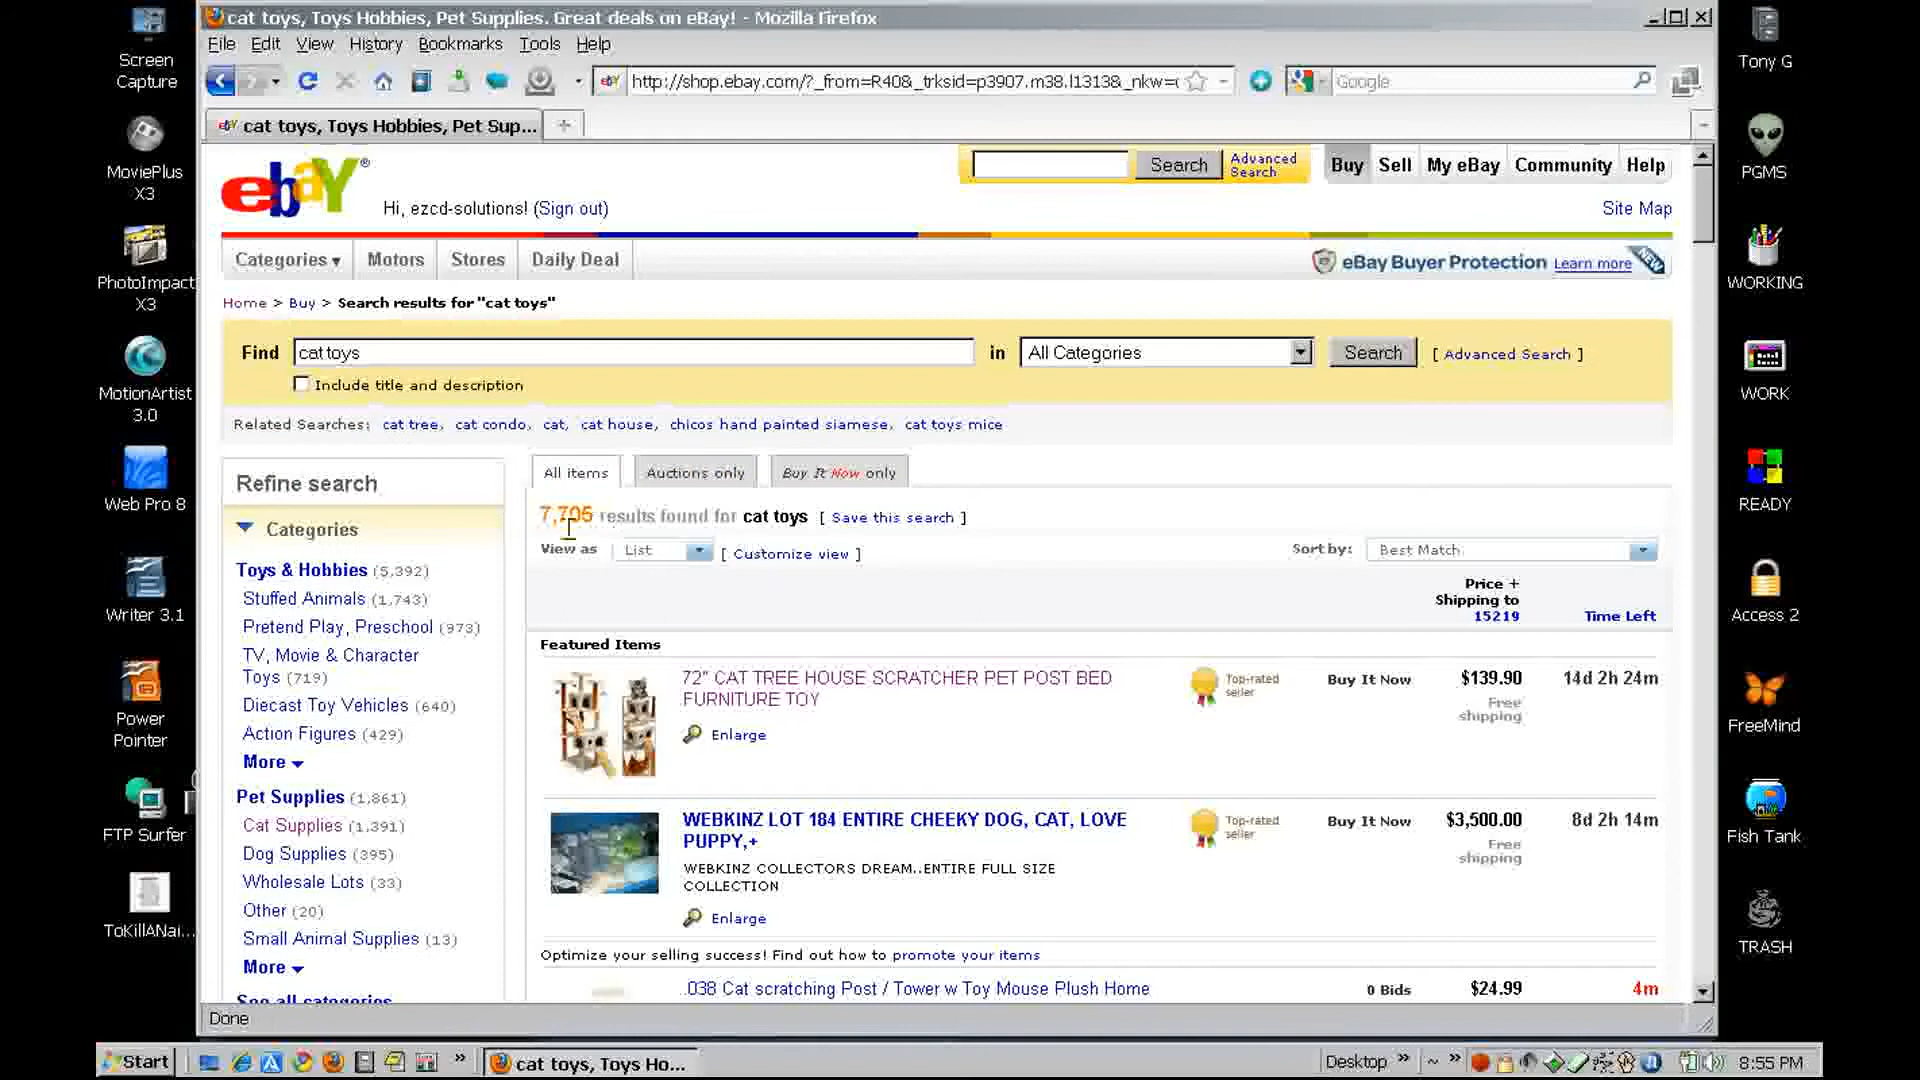 cat toys, Toys Hobbies, Pet Supplies. Great deals on eBay! - Mozilla Firefox
File Edit View History Bookmarks Tools Help
http://shop.ebay.com/?_from=R40&_trksid=p3907.m38.l1313&_nkw=
Google
cat toys, Toys Hobbies, Pet Sup...
ebay®
Hi, ezcd-solutions! (Sign out)
Search
Advanced Search
Buy Sell My eBay Community Help
Site Map
Categories Motors Stores Daily Deal
eBay Buyer Protection Learn more NEW
Home > Buy > Search results for "cat toys"
Find cat toys in All Categories Search [ Advanced Search ]
Include title and description
Related Searches: cat tree, cat condo, cat, cat house, chicos hand painted siamese, cat toys mice
Refine search
Categories
Toys & Hobbies (5,392)
Stuffed Animals (1,743)
Pretend Play, Preschool (973)
TV, Movie & Character
Toys (719)
Diecast Toy Vehicles (640)
Action Figures (429)
More
Pet Supplies (1,861)
Cat Supplies (1,391)
Dog Supplies (395)
Wholesale Lots (33)
Other (20)
Small Animal Supplies (13)
More
See all categories
All items Auctions only Buy It Now only
7,705 results found for cat toys [ Save this search ]
View as List [ Customize view ] Sort by: Best Match
Price +
Shipping to
15219 Time Left
Featured Items
72" CAT TREE HOUSE SCRATCHER PET POST BED
FURNITURE TOY
Enlarge
Top-rated
seller
Buy It Now $139.90 14d 2h 24m
Free
shipping
WEBKINZ LOT 184 ENTIRE CHEEKY DOG, CAT, LOVE
PUPPY,+
WEBKINZ COLLECTORS DREAM..ENTIRE FULL SIZE
COLLECTION
Enlarge
Top-rated
seller
Buy It Now $3,500.00 8d 2h 14m
Free
shipping
Optimize your selling success! Find out how to promote your items
.038 Cat scratching Post / Tower w Toy Mouse Plush Home 0 Bids $24.99 4m
Done
Start
cat toys, Toys Ho...
Desktop
8:55 PM
Screen
Capture
MoviePlus
X3
PhotoImpact
X3
MotionArtist
3.0
Web Pro 8
Writer 3.1
Power
Pointer
FTP Surfer
ToKillANai...
Tony G
PGMS
WORKING
WORK
READY
Access 2
FreeMind
Fish Tank
TRASH